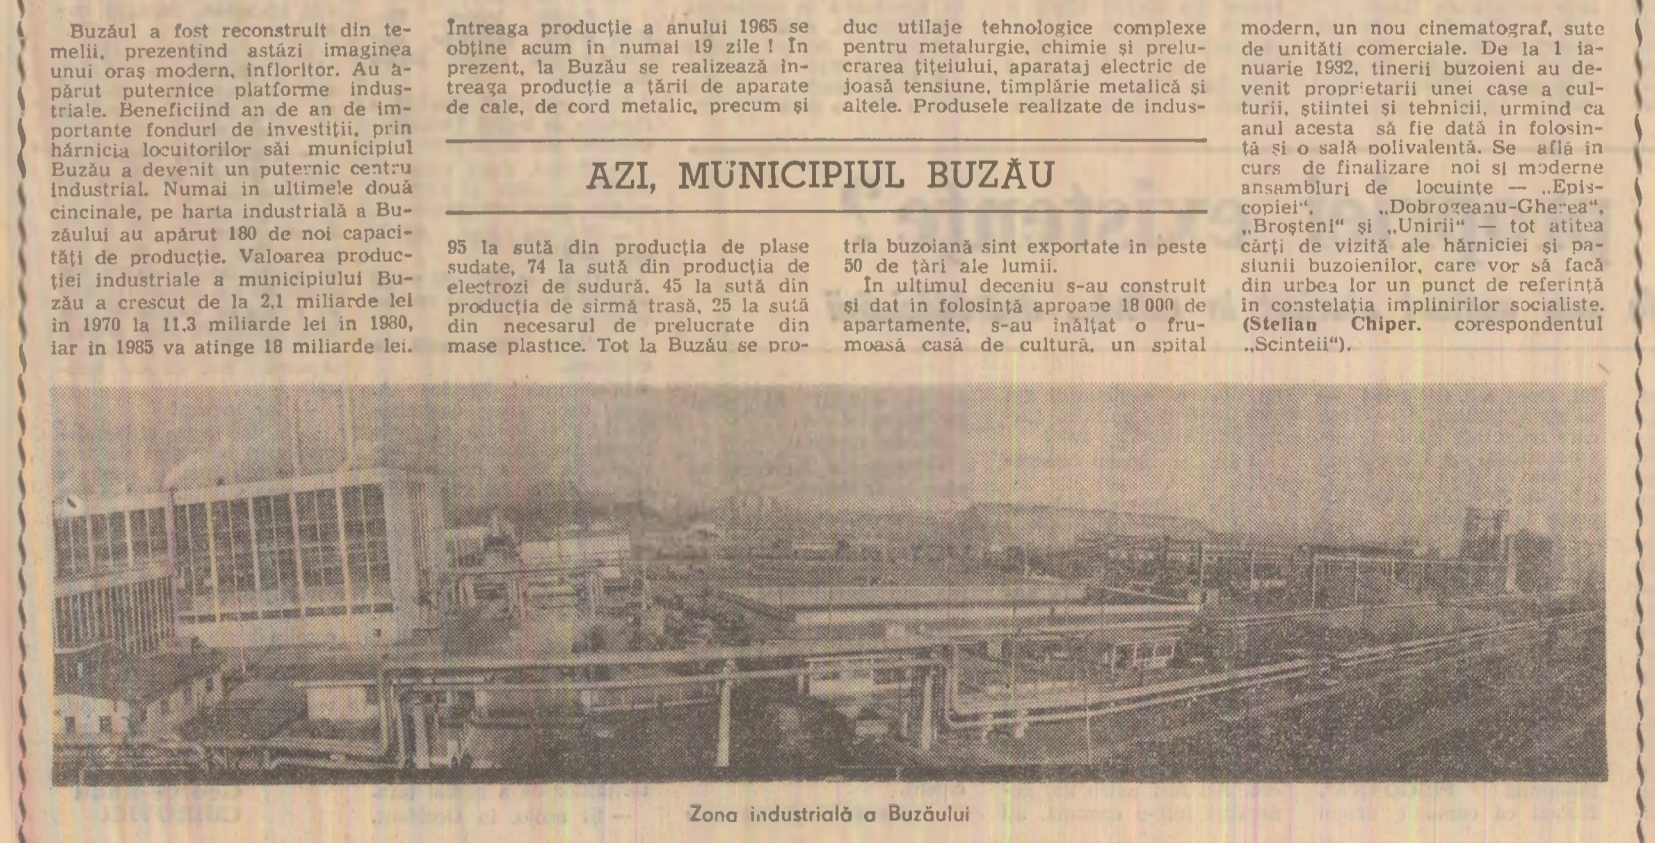 Buzăul a fost reconstruit din te-
melii, prezentînd astăzi imaginea
unui oraș modern, înfloritor. Au a-
părut puternice platforme indus-
triale. Beneficiind an de an de im-
portante fonduri de investiții, prin
hărnicia locuitorilor săi municipiul
Buzău a devenit un puternic centru
industrial. Numai în ultimele două
cincinale, pe harta industrială a Bu-
zăului au apărut 180 de noi capaci-
tăți de producție. Valoarea produc-
ției industriale a municipiului Bu-
zău a crescut de la 2,1 miliarde lei
în 1970 la 11,3 miliarde lei în 1980,
iar în 1985 va atinge 18 miliarde lei.
Întreaga producție a anului 1965 se
obține acum în numai 19 zile ! În
prezent, la Buzău se realizează în-
treaga producție a țării de aparate
de cale, de cord metalic, precum și
AZI, MUNICIPIUL BUZĂU
95 la sută din producția de plase
sudate, 74 la sută din producția de
electrozi de sudură, 45 la sută din
producția de sîrmă trasă, 25 la sută
din necesarul de prelucrate din
mase plastice. Tot la Buzău se pro-
duc utilaje tehnologice complexe
pentru metalurgie, chimie și prelu-
crarea țițeiului, aparataj electric de
joasă tensiune, tîmplărie metalică și
altele. Produsele realizate de indus-
tria buzoiană sînt exportate în peste
50 de țări ale lumii.
În ultimul deceniu s-au construit
și dat în folosință aproape 18 000 de
apartamente, s-au înălțat o fru-
moasă casă de cultură, un spital
modern, un nou cinematograf, sute
de unități comerciale. De la 1 ia-
nuarie 1982, tinerii buzoieni au de-
venit proprietarii unei case a cul-
turii, științei și tehnicii, urmînd ca
anul acesta să fie dată în folosin-
ță și o sală polivalentă. Se află în
curs de finalizare noi și moderne
ansambluri de locuințe — „Epis-
copiei“, „Dobrogeanu-Gherea“,
„Broșteni“ și „Unirii“ — tot atîtea
cărți de vizită ale hărniciei și pa-
siunii buzoienilor, care vor să facă
din urbea lor un punct de referință
în constelația împlinirilor socialiste.
(Stelian Chiper, corespondentul
„Scînteii“).
Zona industrială a Buzăului